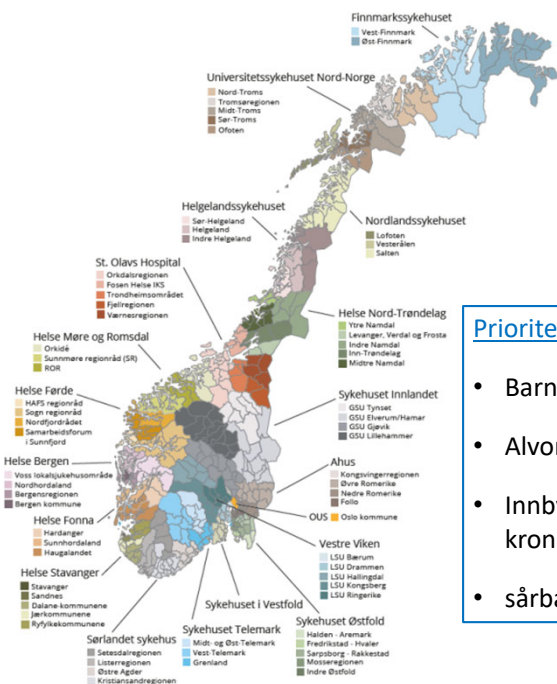 Finnmarkssykehuset
Vest-Finnmark
Øst-Finnmark
Universitetssykehuset Nord-Norge
Nord-Troms
Tromsøregionen
Midt-Troms
Sør-Troms
Ofoten
Helgelandssykehuset
Sør-Helgeland
Helgeland
Indre Helgeland
Nordlandssykehuset
Lofoten
Vesterålen
Salten
St. Olavs Hospital
Orkdalsregionen
Fosen Helse IKS
Trondheimsområdet
Fjellregionen
Værnesregionen
Helse Nord-Trøndelag
Ytre Namdal
Levanger, Verdal og Frosta
Indre Namdal
Inn-Trøndelag
Midtre Namdal
Helse Møre og Romsdal
Orkidé
Sunnmøre regionråd (SR)
ROR
Helse Førde
HAFS regionråd
Sogn regionråd
Nordfjordrådet
Samarbeidsforum
i Sunnfjord
Sykehuset Innlandet
GSU Tynset
GSU Elverum/Hamar
GSU Gjøvik
GSU Lillehammer
Helse Bergen
Voss lokalsjukehusområde
Nordhordaland
Bergensregionen
Bergen kommune
Ahus
Kongsvingerregionen
Øvre Romerike
Nedre Romerike
Follo
OUS
Oslo kommune
Helse Fonna
Hardanger
Sunnhordaland
Haugalandet
Vestre Viken
LSU Bærum
LSU Drammen
LSU Hallingdal
LSU Kongsberg
LSU Ringerike
Helse Stavanger
Stavanger
Sandnes
Dalane-kommunene
Jærkommunene
Ryfylkekommunene
Sykehuset i Vestfold
Sørlandet sykehus
Setesdalregionen
Listerregionen
Østre Agder
Kristiansandregionen
Sykehuset Telemark
Midt- og Øst-Telemark
Vest-Telemark
Grenland
Sykehuset Østfold
Halden - Aremark
Fredrikstad - Hvaler
Sarpsborg - Rakkestad
Mosseregionen
Indre Østfold
Priorite
• Barn
• Alvor
• Innby
kron
• sårba